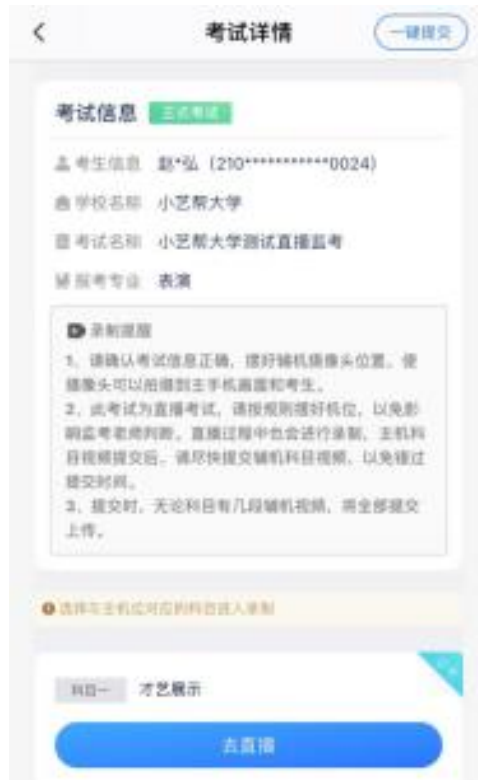 考试详情
一键提交
考试信息 正式考试
考生信息 赵*弘 (210***********0024)
学校名称 小艺帮大学
考试名称 小艺帮大学测试直播监考
报考专业 表演
录制提醒
1、请确认考试信息正确，摆好辅机摄像头位置，使
摄像头可以拍摄到主手机画面和考生。
2、此考试为直播考试，请按规则摆好机位，以免影
响监考老师判断，直播过程中也会进行录制，主机科
目视频提交后，请尽快提交辅机科目视频，以免错过
提交时间。
3、提交时，无论科目有几段辅机视频，将全部提交
上传。
选择与主机位对应的科目进入录制
科目一 才艺展示
去直播